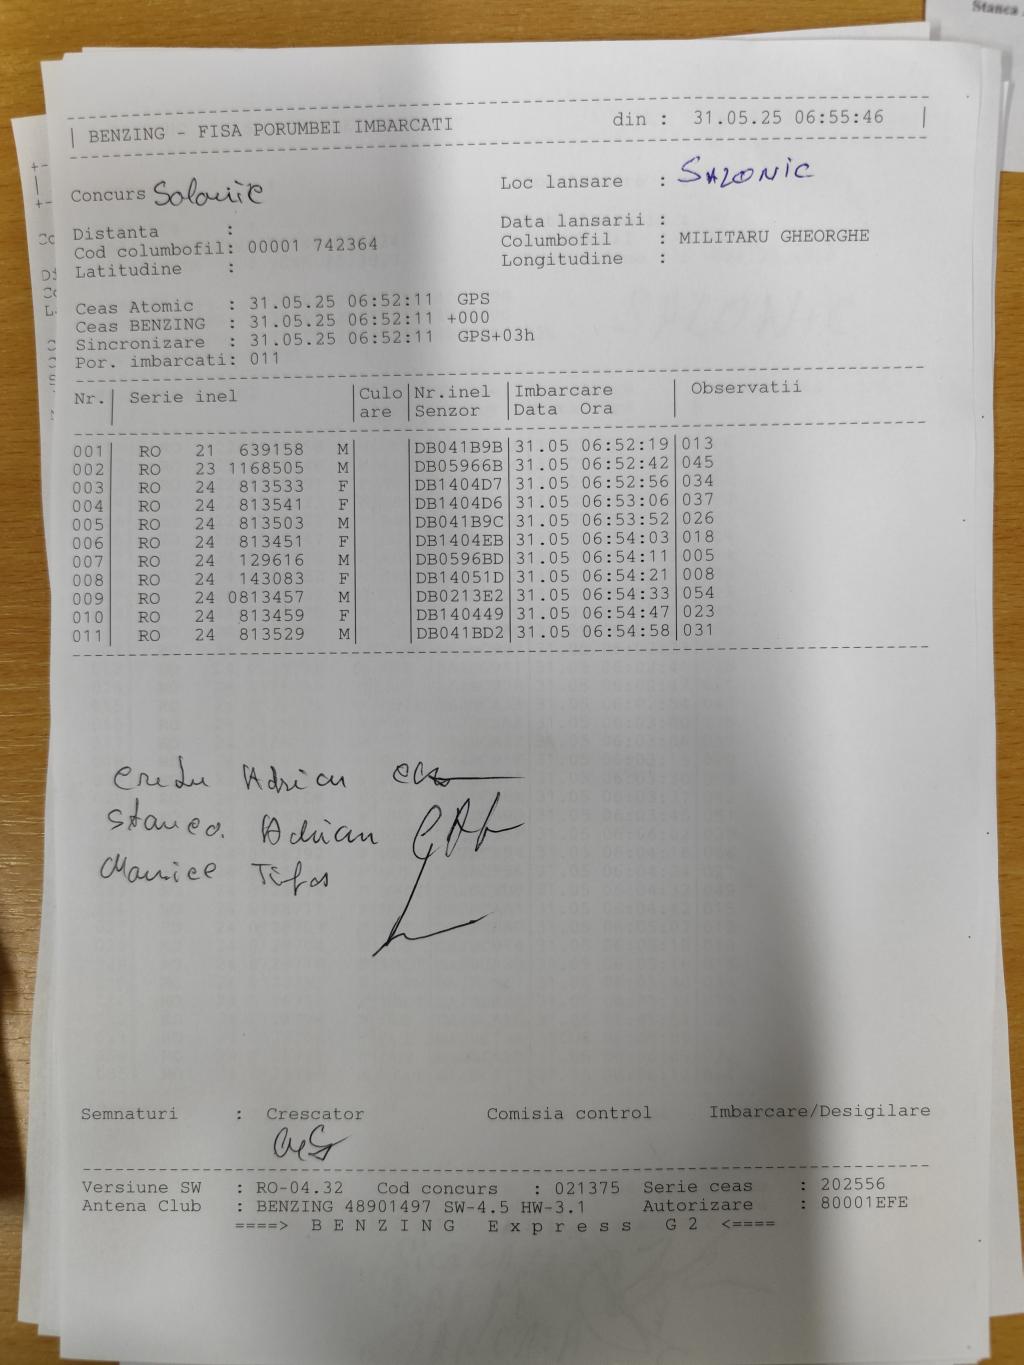 Stanca
| BENZING - FISA PORUMBEI IMBARCATI din : 31.05.25 06:55:46 |
Concurs Salonic Loc lansare : SALONIC
Distanta : Data lansarii :
Cod columbofil: 00001 742364 Columbofil : MILITARU GHEORGHE
Latitudine : Longitudine :
Ceas Atomic : 31.05.25 06:52:11 GPS
Ceas BENZING : 31.05.25 06:52:11 +000
Sincronizare : 31.05.25 06:52:11 GPS+03h
Por. imbarcati: 011
Nr.| Serie inel |Culo|Nr.inel |Imbarcare | Observatii
| |are |Senzor |Data Ora |
001| RO 21 639158 M| |DB041B9B|31.05 06:52:19|013
002| RO 23 1168505 M| |DB05966B|31.05 06:52:42|045
003| RO 24 813533 F| |DB1404D7|31.05 06:52:56|034
004| RO 24 813541 F| |DB1404D6|31.05 06:53:06|037
005| RO 24 813503 M| |DB041B9C|31.05 06:53:52|026
006| RO 24 813451 F| |DB1404EB|31.05 06:54:03|018
007| RO 24 129616 M| |DB0596BD|31.05 06:54:11|005
008| RO 24 143083 F| |DB14051D|31.05 06:54:21|008
009| RO 24 0813457 M| |DB0213E2|31.05 06:54:33|054
010| RO 24 813459 F| |DB140449|31.05 06:54:47|023
011| RO 24 813529 M| |DB041BD2|31.05 06:54:58|031
Adrian
Stanca Adrian
Semnaturi : Crescator Comisia control Imbarcare/Desigilare
Versiune SW : RO-04.32 Cod concurs : 021375 Serie ceas : 202556
Antena Club : BENZING 48901497 SW-4.5 HW-3.1 Autorizare : 80001EFE
====> B E N Z I N G E x p r e s s G 2 <====